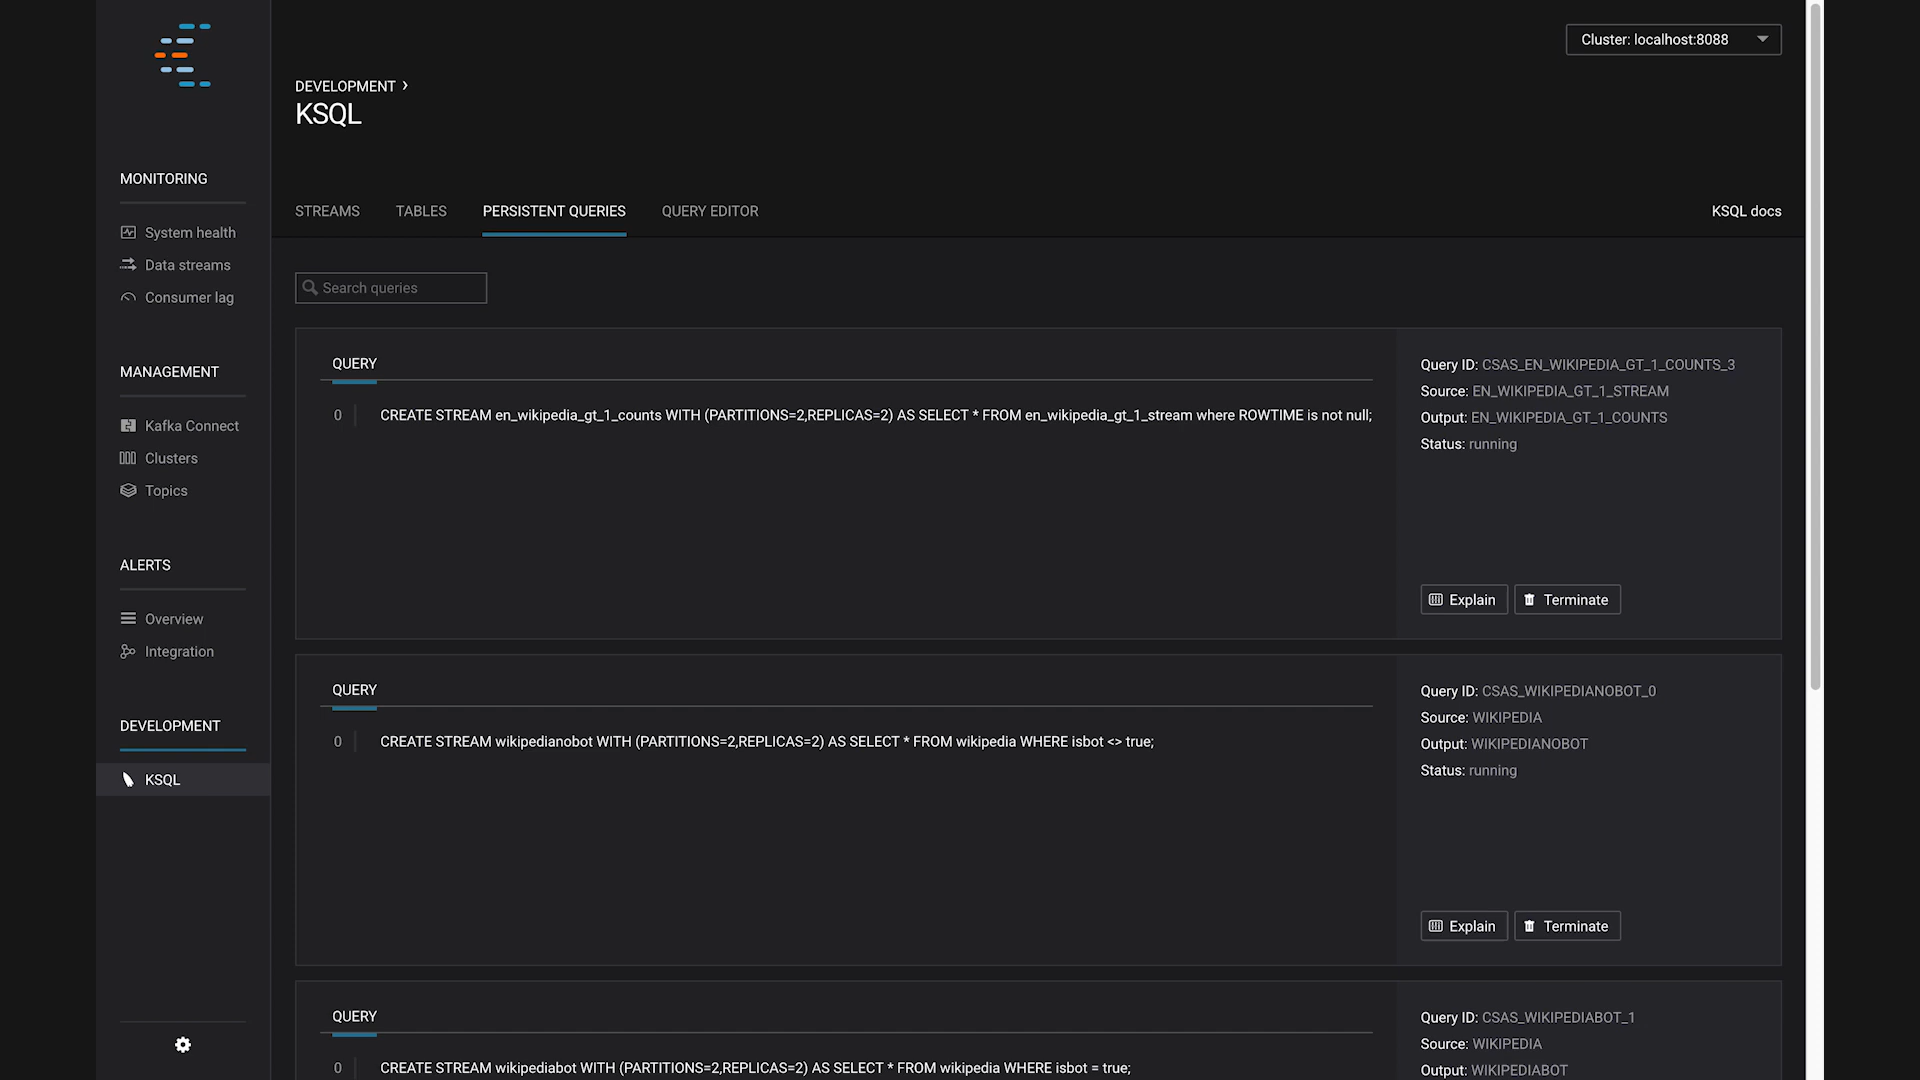 Cluster: localhost:8088
DEVELOPMENT ›
KSQL
MONITORING
System health
Data streams
Consumer lag
MANAGEMENT
Kafka Connect
Clusters
Topics
ALERTS
Overview
Integration
DEVELOPMENT
KSQL
STREAMS TABLES PERSISTENT QUERIES QUERY EDITOR KSQL docs
Search queries
QUERY
0 CREATE STREAM en_wikipedia_gt_1_counts WITH (PARTITIONS=2,REPLICAS=2) AS SELECT * FROM en_wikipedia_gt_1_stream where ROWTIME is not null;
Query ID: CSAS_EN_WIKIPEDIA_GT_1_COUNTS_3
Source: EN_WIKIPEDIA_GT_1_STREAM
Output: EN_WIKIPEDIA_GT_1_COUNTS
Status: running
Explain Terminate
QUERY
0 CREATE STREAM wikipedianobot WITH (PARTITIONS=2,REPLICAS=2) AS SELECT * FROM wikipedia WHERE isbot <> true;
Query ID: CSAS_WIKIPEDIANOBOT_0
Source: WIKIPEDIA
Output: WIKIPEDIANOBOT
Status: running
Explain Terminate
QUERY
0 CREATE STREAM wikipediabot WITH (PARTITIONS=2,REPLICAS=2) AS SELECT * FROM wikipedia WHERE isbot = true;
Query ID: CSAS_WIKIPEDIABOT_1
Source: WIKIPEDIA
Output: WIKIPEDIABOT